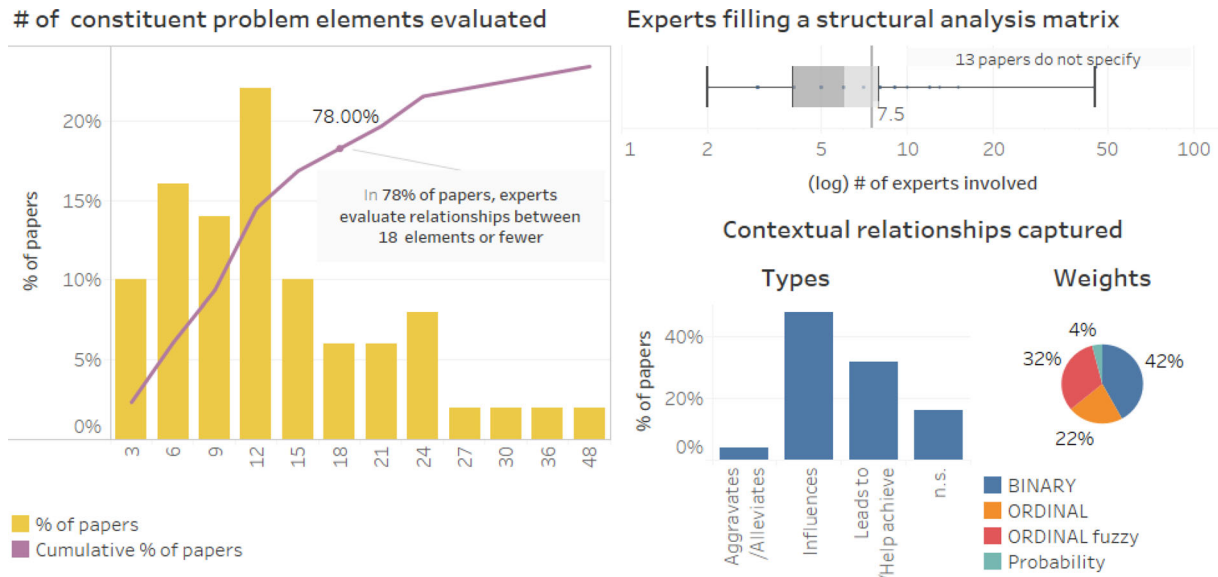 # of constituent problem elements evaluated
% of papers
20%
15%
10%
5%
0%
78.00%
In 78% of papers, experts
evaluate relationships between
18 elements or fewer
3
6
9
12
15
18
21
24
27
30
36
48
% of papers
Cumulative % of papers
Experts filling a structural analysis matrix
13 papers do not specify
7.5
1
2
5
10
20
50
100
(log) # of experts involved
Contextual relationships captured
Types
% of papers
40%
20%
0%
Aggravates
/Alleviates
Influences
Leads to
/Help achieve
n.s.
Weights
4%
32%
42%
22%
BINARY
ORDINAL
ORDINAL fuzzy
Probability